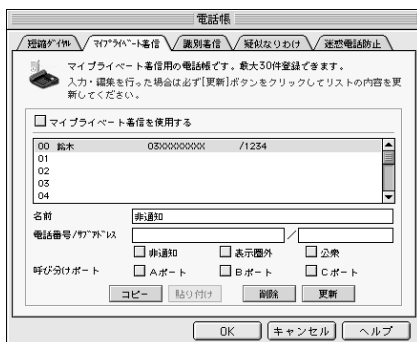 電話帳
短縮ﾀﾞｲﾔﾙ ﾏｲﾌﾟﾗｲﾍﾞｰﾄ着信 識別着信 疑似なりわけ 迷惑電話防止
マイプライベート着信用の電話帳です。最大30件登録できます。
入力・編集を行った場合は必ず[更新]ボタンをクリックしてリストの内容を更
新してください。
マイプライベート着信を使用する
00 鈴木 03XXXXXXXX /1234
01
02
03
04
名前 非通知
電話番号/ｻﾌﾞｱﾄﾞﾚｽ /
非通知 表示圏外 公衆
呼び分けポート Aポート Bポート Cポート
コピー 貼り付け 削除 更新
OK キャンセル ヘルプ